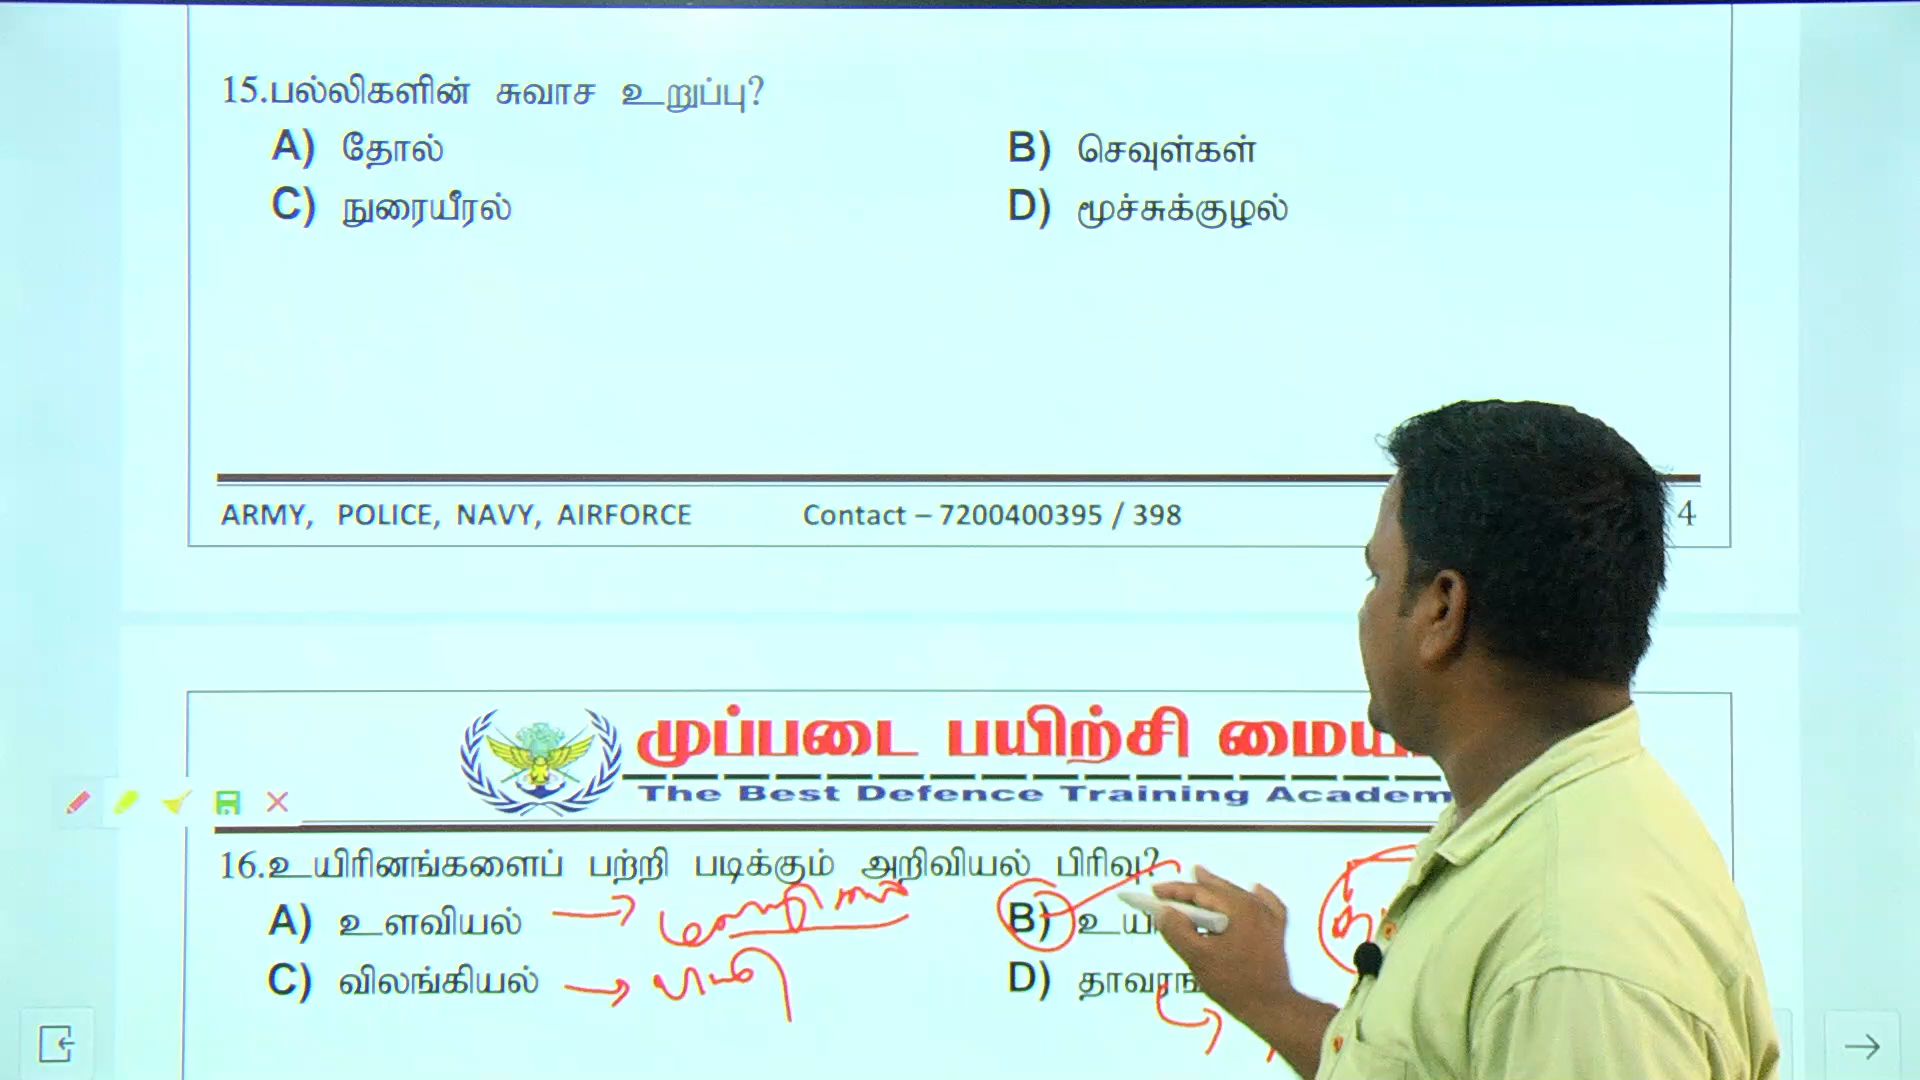 15.பல்லிகளின் சுவாச உறுப்பு?
A) தோல் B) செவுள்கள்
C) நுரையீரல் D) மூச்சுக்குழல்
ARMY, POLICE, NAVY, AIRFORCE Contact – 7200400395 / 398 4
முப்படை பயிற்சி
The Best Defence Training
16.உயிரினங்களைப் பற்றி படிக்கும் அறிவியல் பிரிவு?
A) உளவியல் B)
C) விலங்கியல் D)